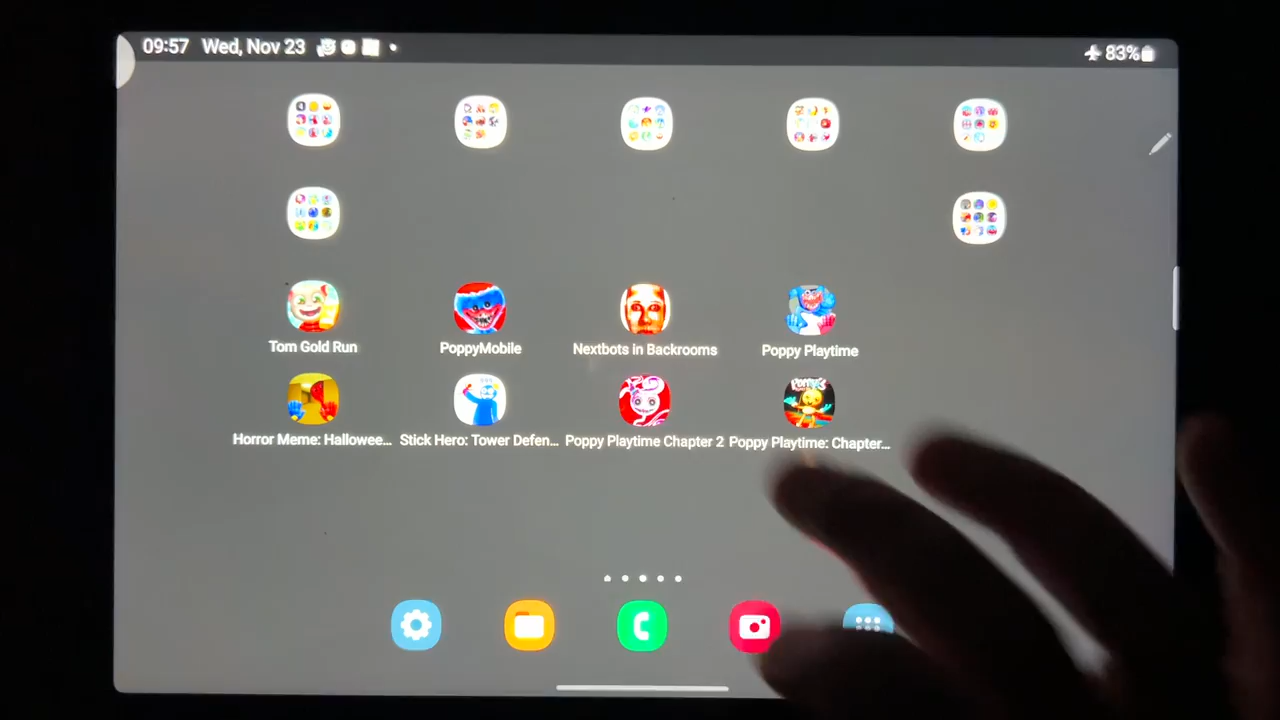 09:57 Wed, Nov 23
83%
Tom Gold Run
PoppyMobile
Nextbots in Backrooms
Poppy Playtime
Horror Meme: Hallowee...
Stick Hero: Tower Defen...
Poppy Playtime Chapter 2
Poppy Playtime: Chapter...